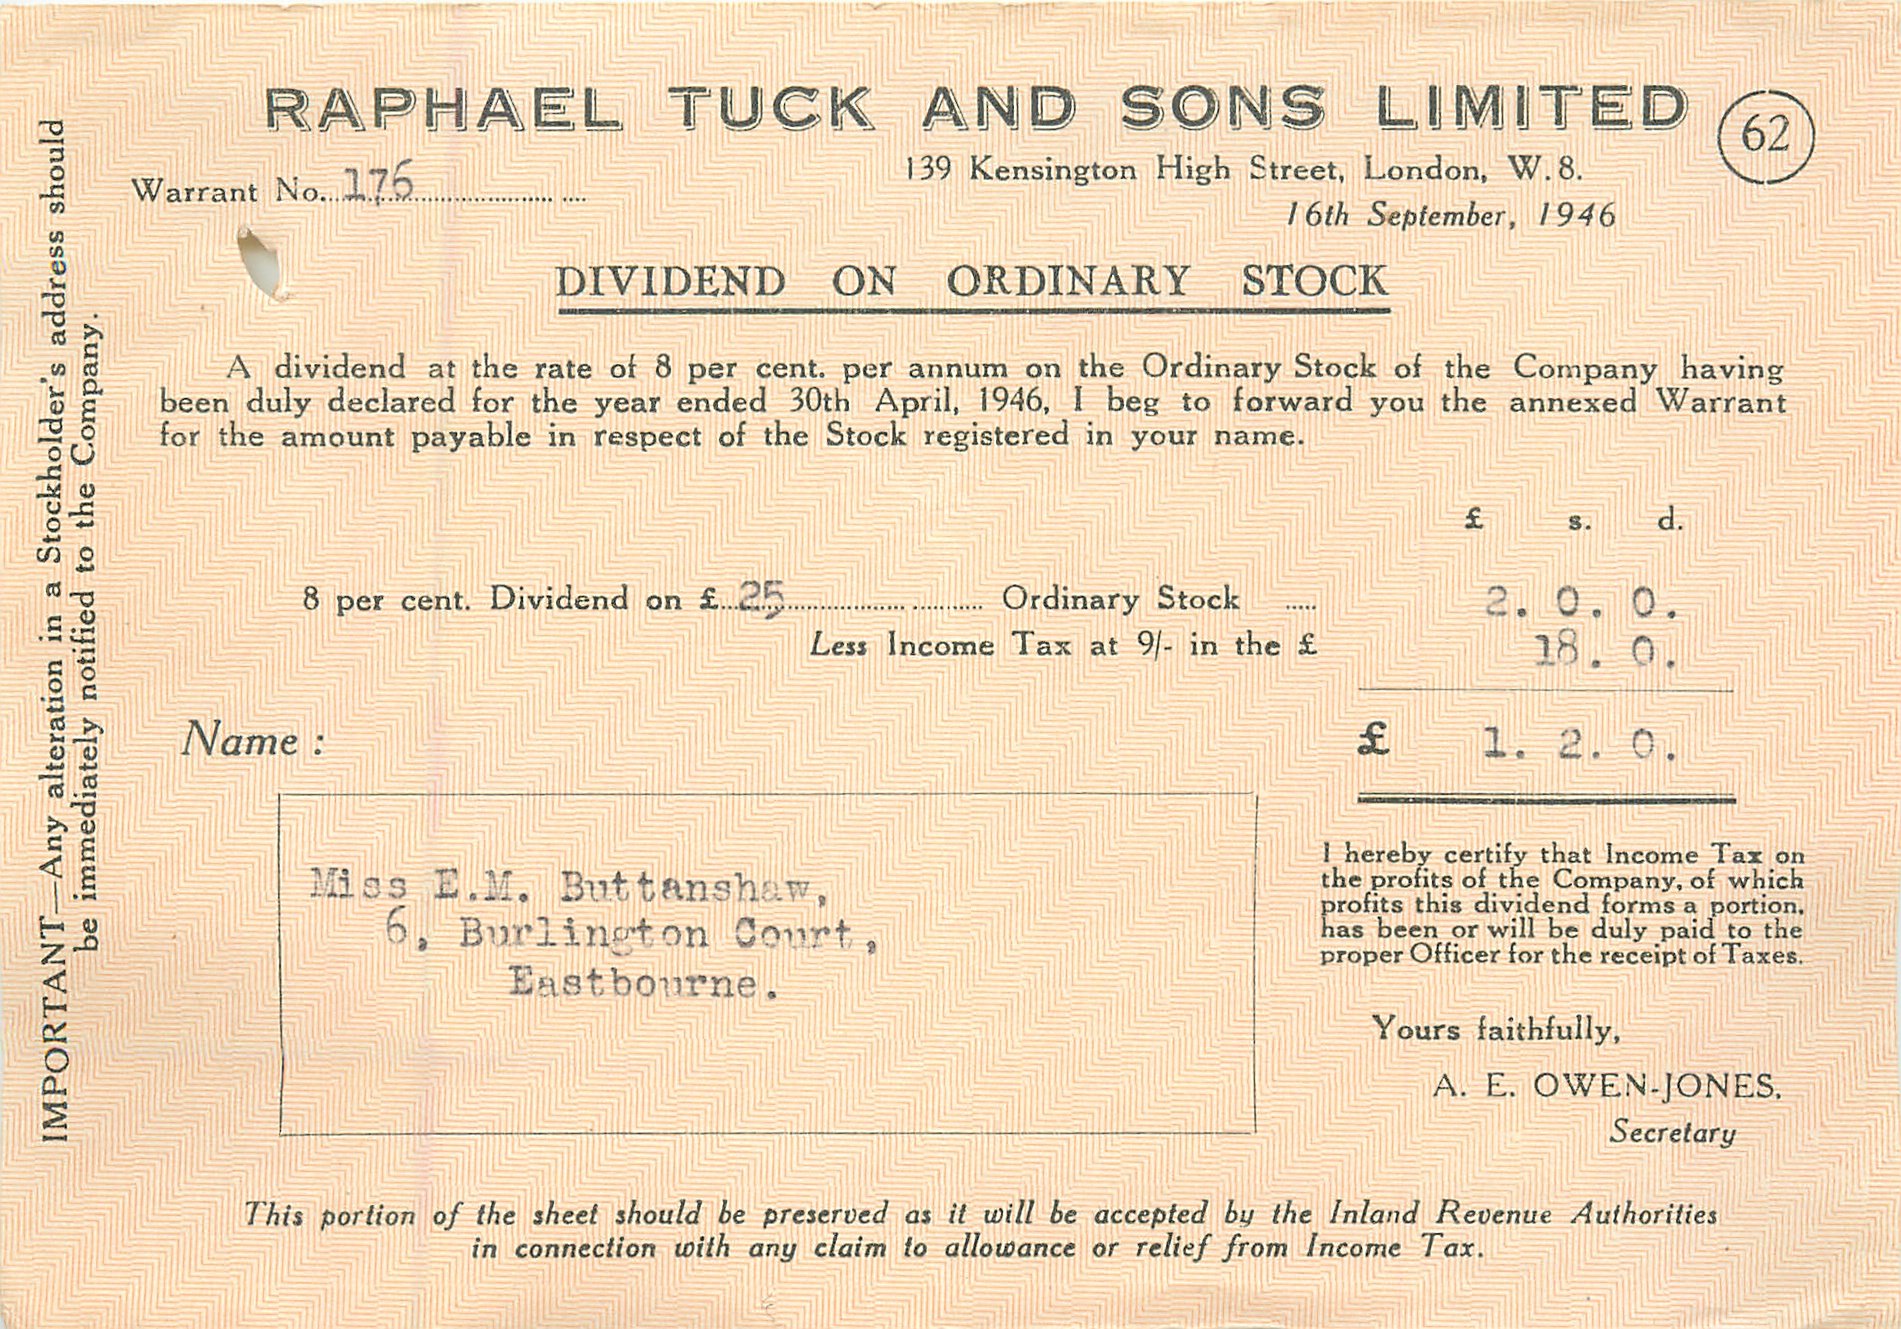 RAPHAEL TUCK AND SONS LIMITED
62
139 Kensington High Street, London, W.8.
Warrant No. 176
16th September, 1946
DIVIDEND ON ORDINARY STOCK
A dividend at the rate of 8 per cent. per annum on the Ordinary Stock of the Company having
been duly declared for the year ended 30th April, 1946, I beg to forward you the annexed Warrant
for the amount payable in respect of the Stock registered in your name.
£ s. d.
8 per cent. Dividend on £ 25 Ordinary Stock 2. 0. 0.
Less Income Tax at 9/- in the £ 18. 0.
Name :
£ 1. 2. 0.
Miss E.M. Buttanshaw,
6, Burlington Court,
Eastbourne.
I hereby certify that Income Tax on
the profits of the Company, of which
profits this dividend forms a portion,
has been or will be duly paid to the
proper Officer for the receipt of Taxes.
Yours faithfully,
A. E. OWEN-JONES,
Secretary
This portion of the sheet should be preserved as it will be accepted by the Inland Revenue Authorities
in connection with any claim to allowance or relief from Income Tax.
IMPORTANT—Any alteration in a Stockholder's address should
be immediately notified to the Company.